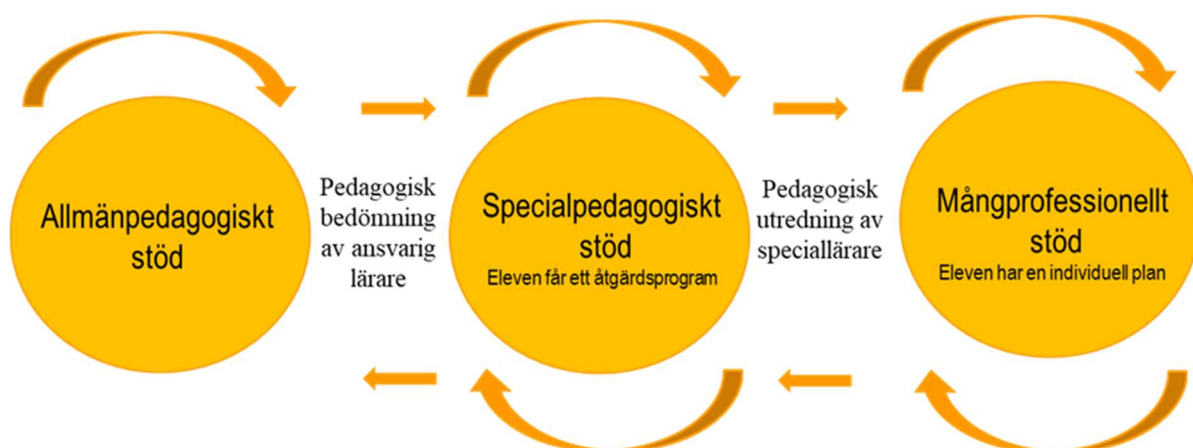 Allmänpedagogiskt
stöd
Pedagogisk
bedömning
av ansvarig
lärare
Specialpedagogiskt
stöd
Eleven får ett åtgärdsprogram
Pedagogisk
utredning av
speciallärare
Mångprofessionellt
stöd
Eleven har en individuell plan